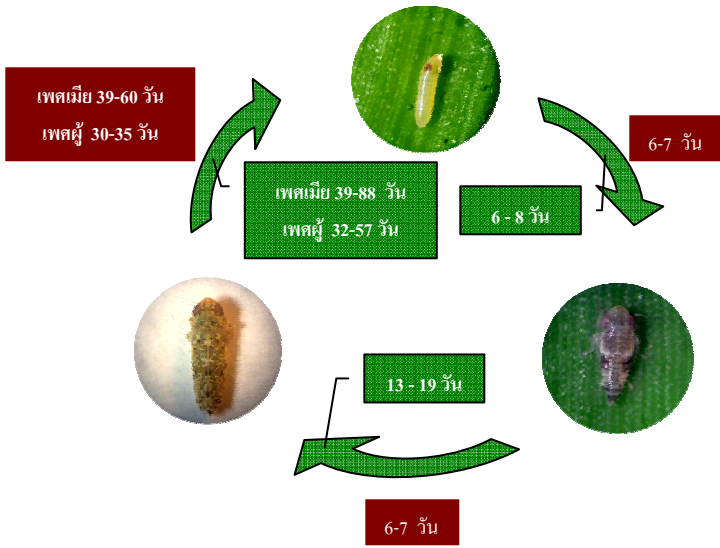 เพศเมีย 39-60 วัน
เพศผู้ 30-35 วัน
6-7 วัน
เพศเมีย 39-88 วัน
เพศผู้ 32-57 วัน
6 - 8 วัน
13 - 19 วัน
6-7 วัน